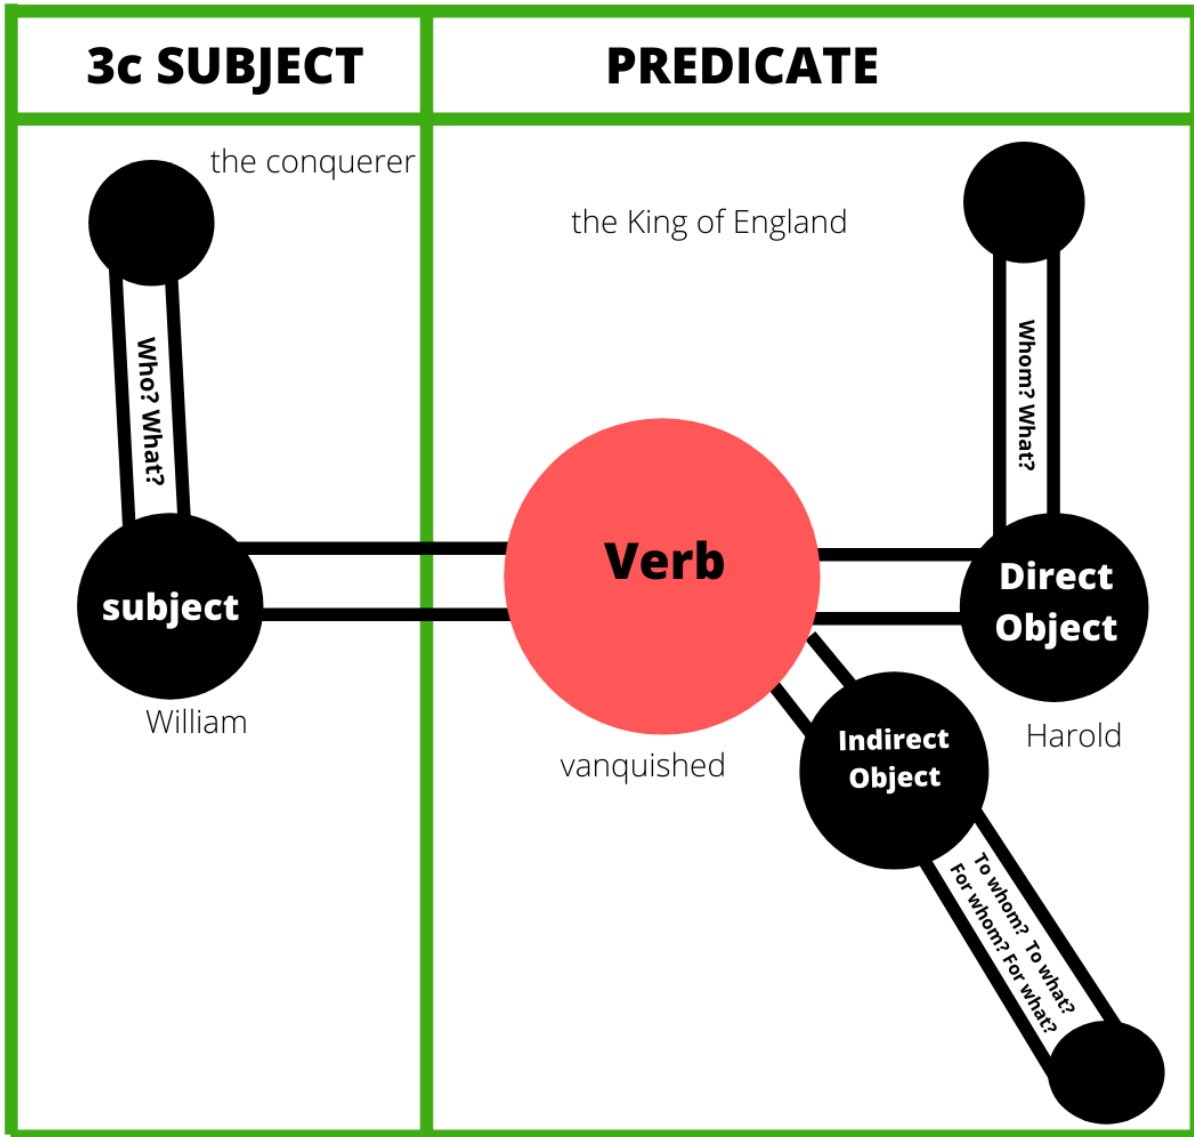 3c SUBJECT
PREDICATE
the conquerer
the King of England
Who? What?
Whom? What?
Verb
subject
Direct
Object
William
vanquished
Indirect
Object
Harold
To whom? To what?
For whom? For what?